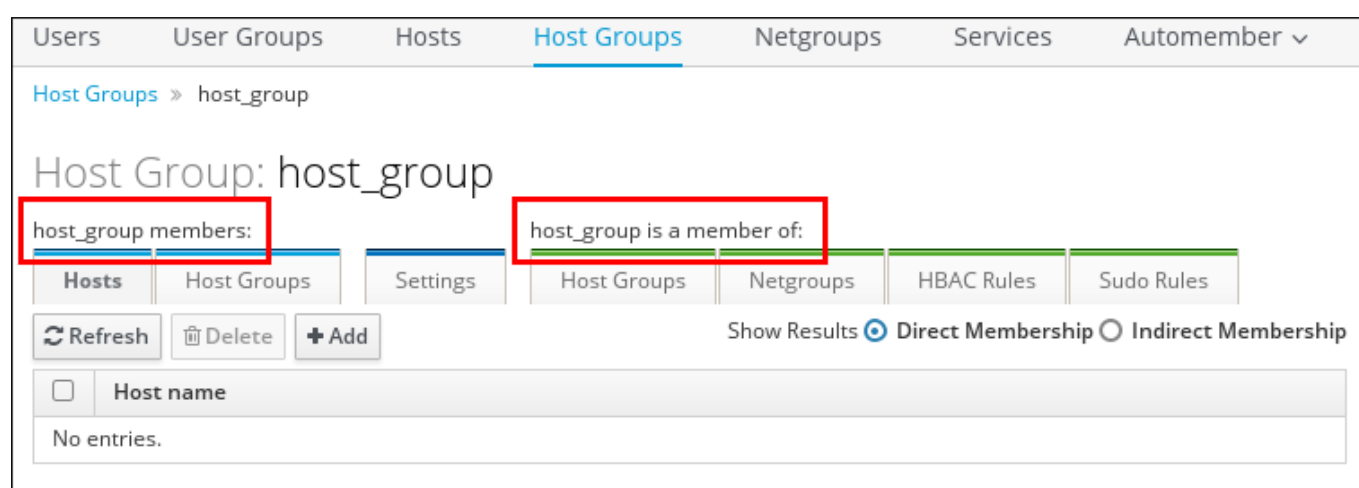 Users User Groups Hosts Host Groups Netgroups Services Automember
Host Groups » host_group
Host Group: host_group
host_group members: host_group is a member of:
Hosts Host Groups Settings Host Groups Netgroups HBAC Rules Sudo Rules
Refresh Delete Add Show Results Direct Membership Indirect Membership
Host name
No entries.